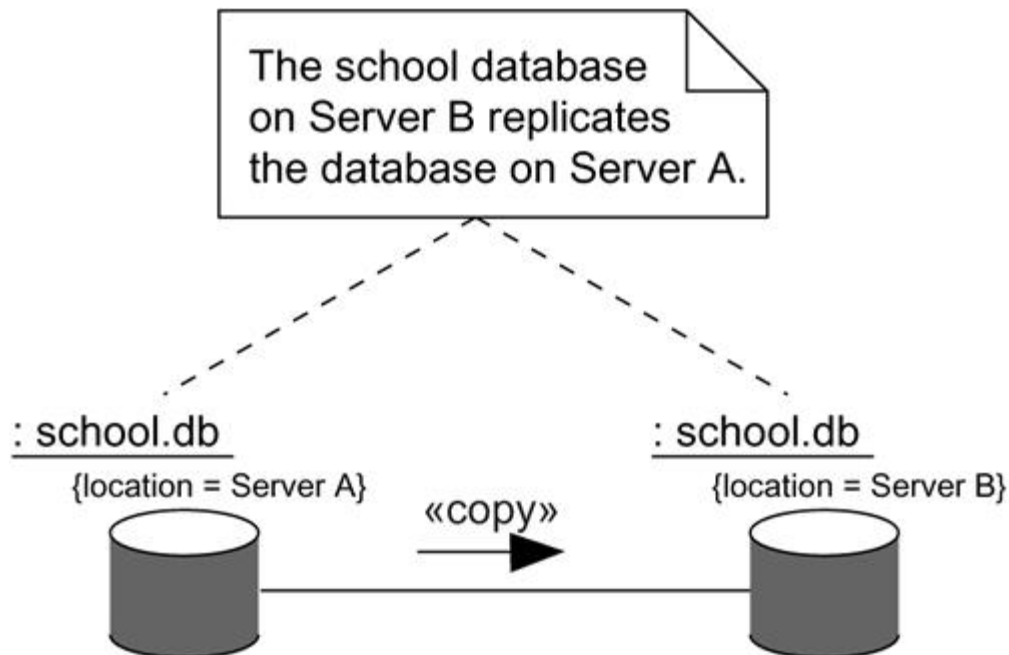 The school database
on Server B replicates
the database on Server A.
: school.db
{location = Server A}
: school.db
{location = Server B}
«copy»